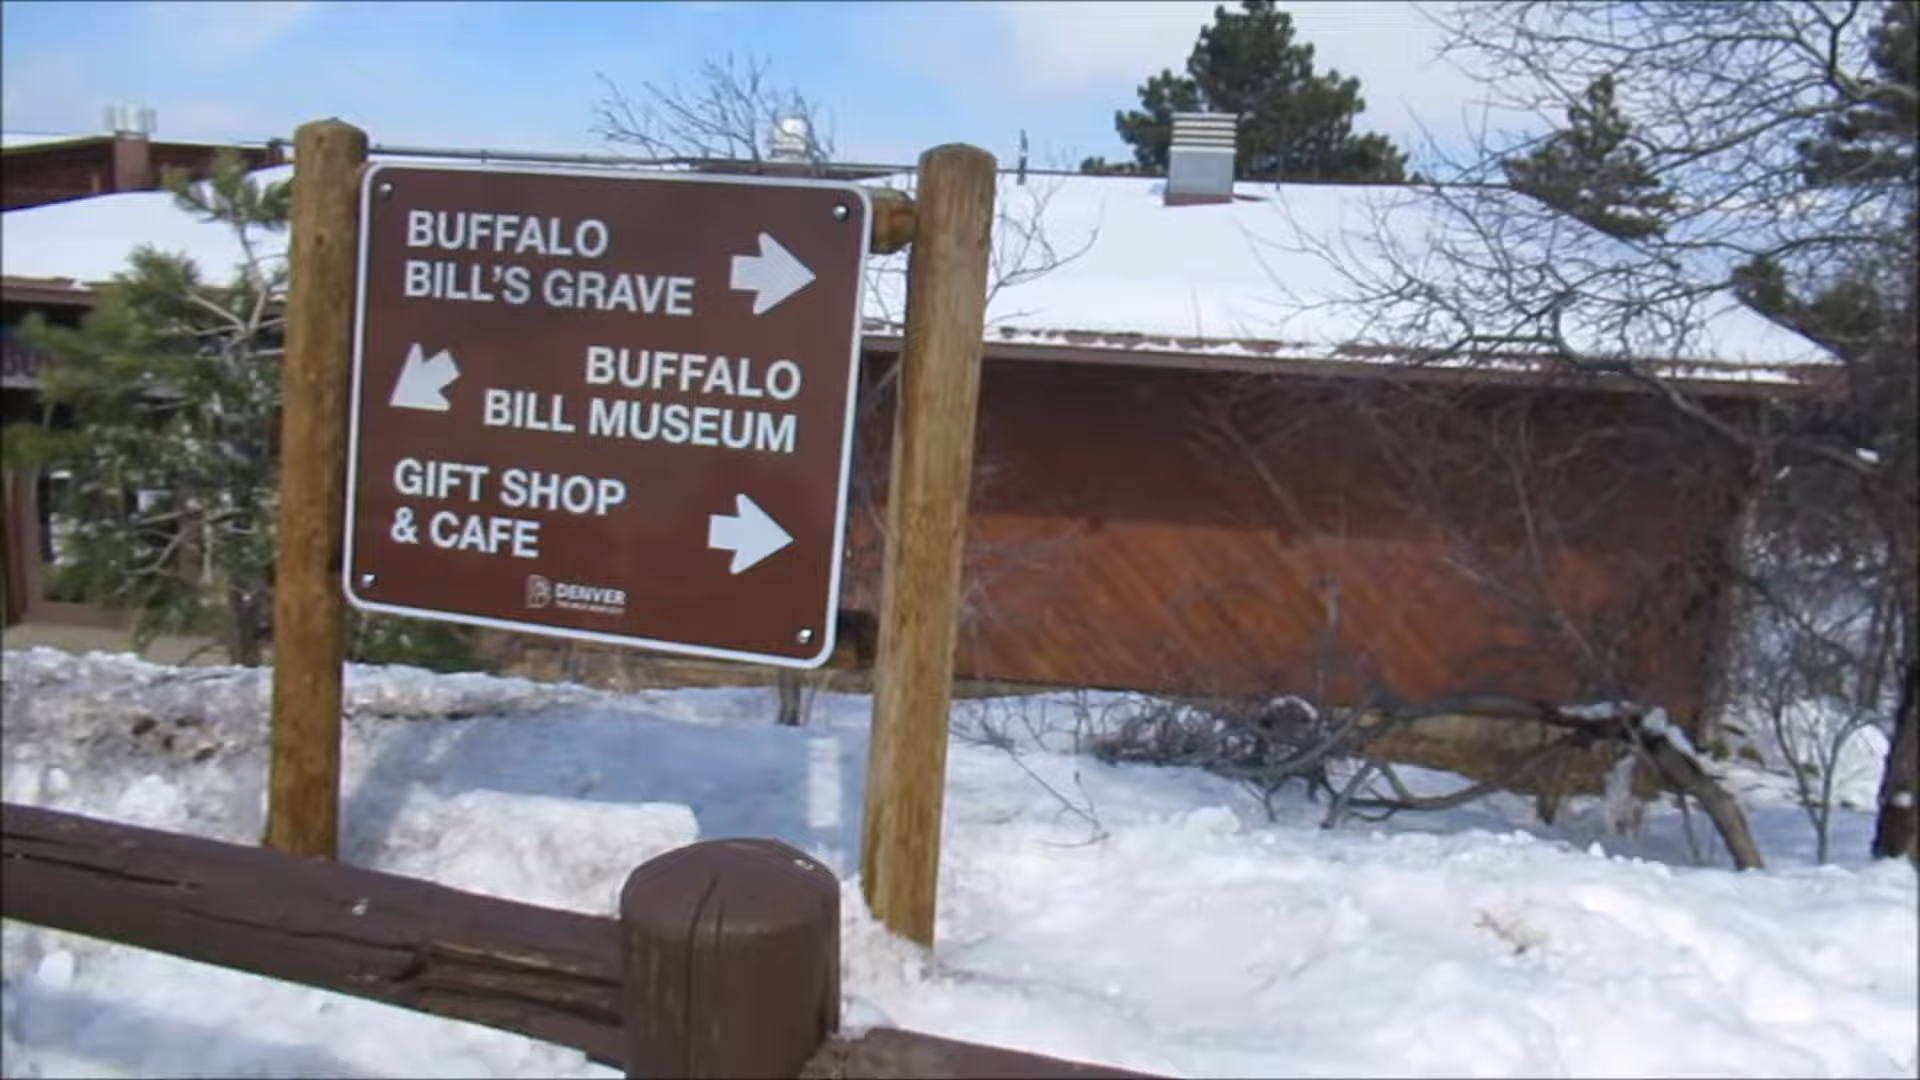 BUFFALO
BILL'S GRAVE
BUFFALO
BILL MUSEUM
GIFT SHOP
& CAFE
DENVER